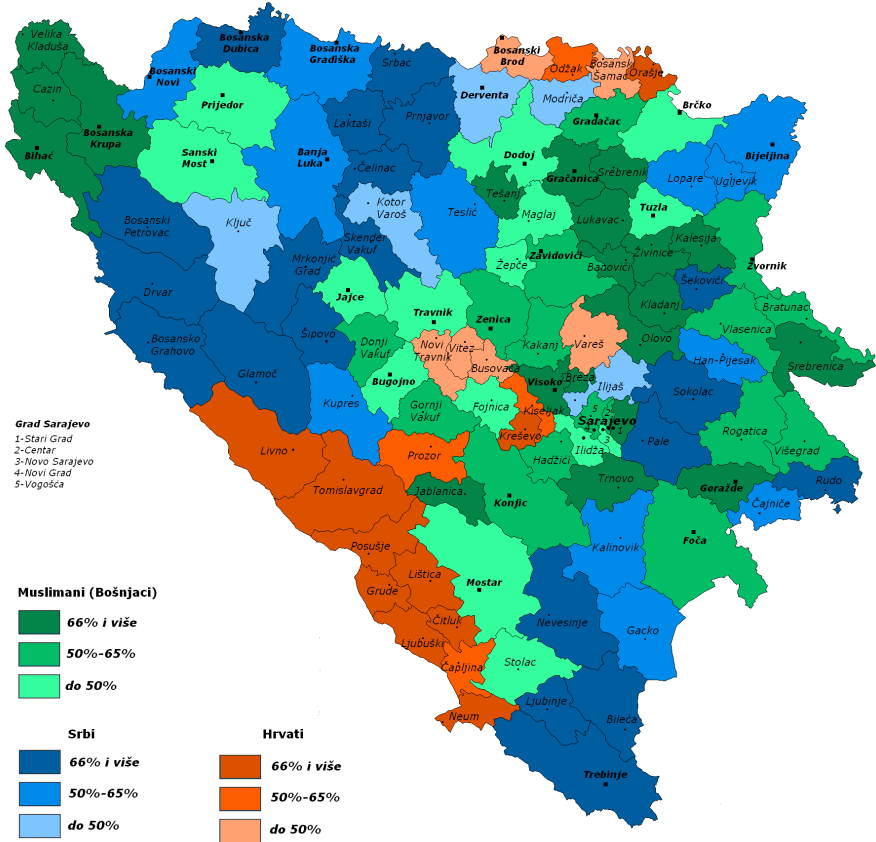 Velika
Kladuša
Bosanska
Dubica
Bosanska
Gradiška
Srbac
Bosanski
Brod
Odžak
Bosanski
Šamac
Orašje
Bosanski
Novi
Cazin
Prijedor
Derventa
Modriča
Brčko
Bosanska
Krupa
Laktaši
Prnjavor
Gradačac
Bihać
Sanski
Most
Banja
Luka
Čelinac
Dodoj
Gračanica
Srebrenik
Lopare
Ugljevik
Bijeljina
Bosanski
Petrovac
Ključ
Kotor
Varoš
Teslić
Tešanj
Maglaj
Lukavac
Tuzla
Skender
Vakuf
Mrkonjić
Grad
Žepče
Zavidovići
Banovići
Živinice
Kalesija
Zvornik
Drvar
Jajce
Šekovići
Bosansko
Grahovo
Šipovo
Travnik
Zenica
Kladanj
Bratunac
Donji
Vakuf
Novi
Travnik
Vitez
Kakanj
Vareš
Olovo
Vlasenica
Glamoč
Busovača
Han-Pijesak
Srebrenica
Bugojno
Visoko
Breza
Ilijaš
Kupres
Gornji
Vakuf
Fojnica
Kiseljak
Sokolac
Kreševo
5
2
Sarajevo
4
1
3
Pale
Rogatica
Višegrad
Ilidža
Hadžići
Livno
Prozor
Tomislavgrad
Jablanica
Konjic
Trnovo
Goražde
Rudo
Čajniče
Posušje
Kalinovik
Foča
Lištica
Grude
Mostar
Čitluk
Nevesinje
Gacko
Ljubuški
Čapljina
Stolac
Neum
Ljubinje
Bileća
Trebinje
Grad Sarajevo
1-Stari Grad
2-Centar
3-Novo Sarajevo
4-Novi Grad
5-Vogošća
Muslimani (Bošnjaci)
66% i više
50%-65%
do 50%
Srbi
66% i više
50%-65%
do 50%
Hrvati
66% i više
50%-65%
do 50%